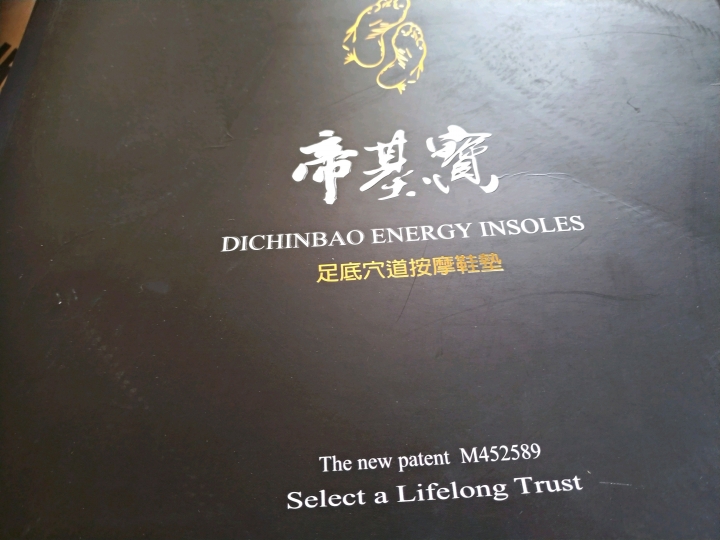 帝基寶
DICHINBAO ENERGY INSOLES
足底穴道按摩鞋墊
The new patent M452589
Select a Lifelong Trust